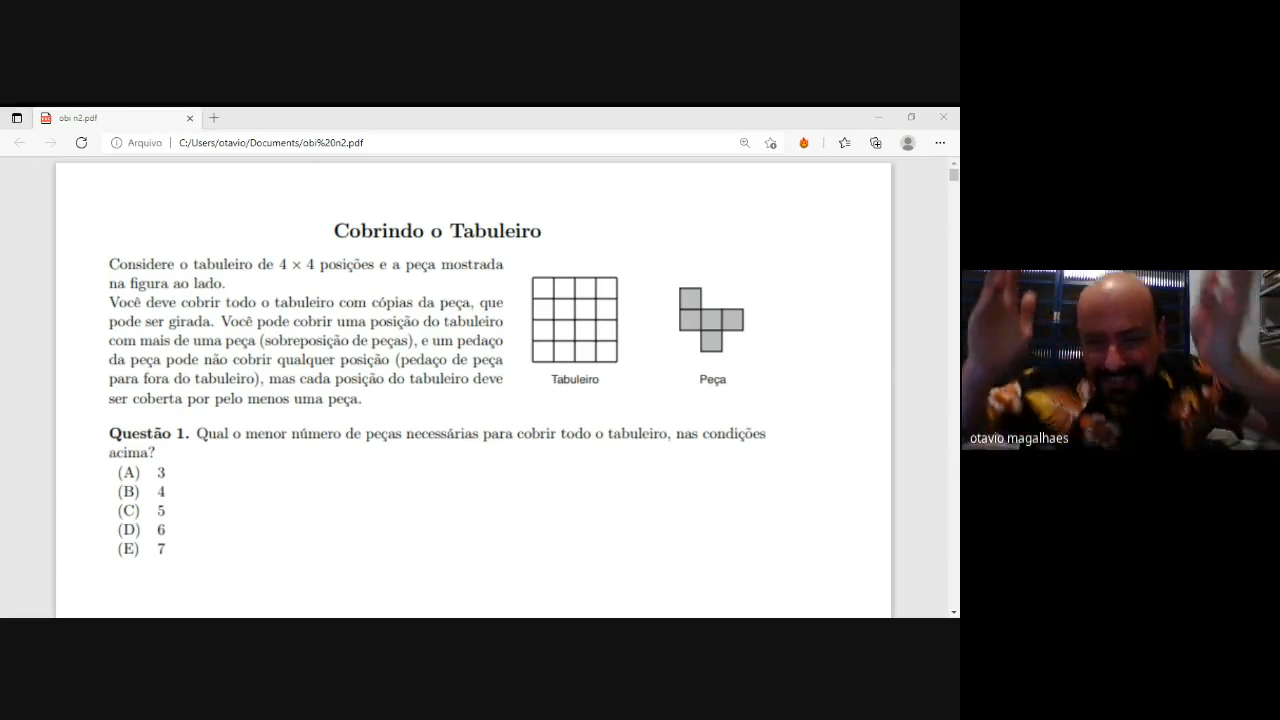 obi n2.pdf
Arquivo
C:/Users/otavio/Documents/obi%20n2.pdf
Cobrindo o Tabuleiro
Considere o tabuleiro de 4 × 4 posições e a peça mostrada
na figura ao lado.
Você deve cobrir todo o tabuleiro com cópias da peça, que
pode ser girada. Você pode cobrir uma posição do tabuleiro
com mais de uma peça (sobreposição de peças), e um pedaço
da peça pode não cobrir qualquer posição (pedaço de peça
para fora do tabuleiro), mas cada posição do tabuleiro deve
ser coberta por pelo menos uma peça.
Tabuleiro
Peça
Questão 1. Qual o menor número de peças necessárias para cobrir todo o tabuleiro, nas condições
acima?
(A) 3
(B) 4
(C) 5
(D) 6
(E) 7
otavio magalhaes